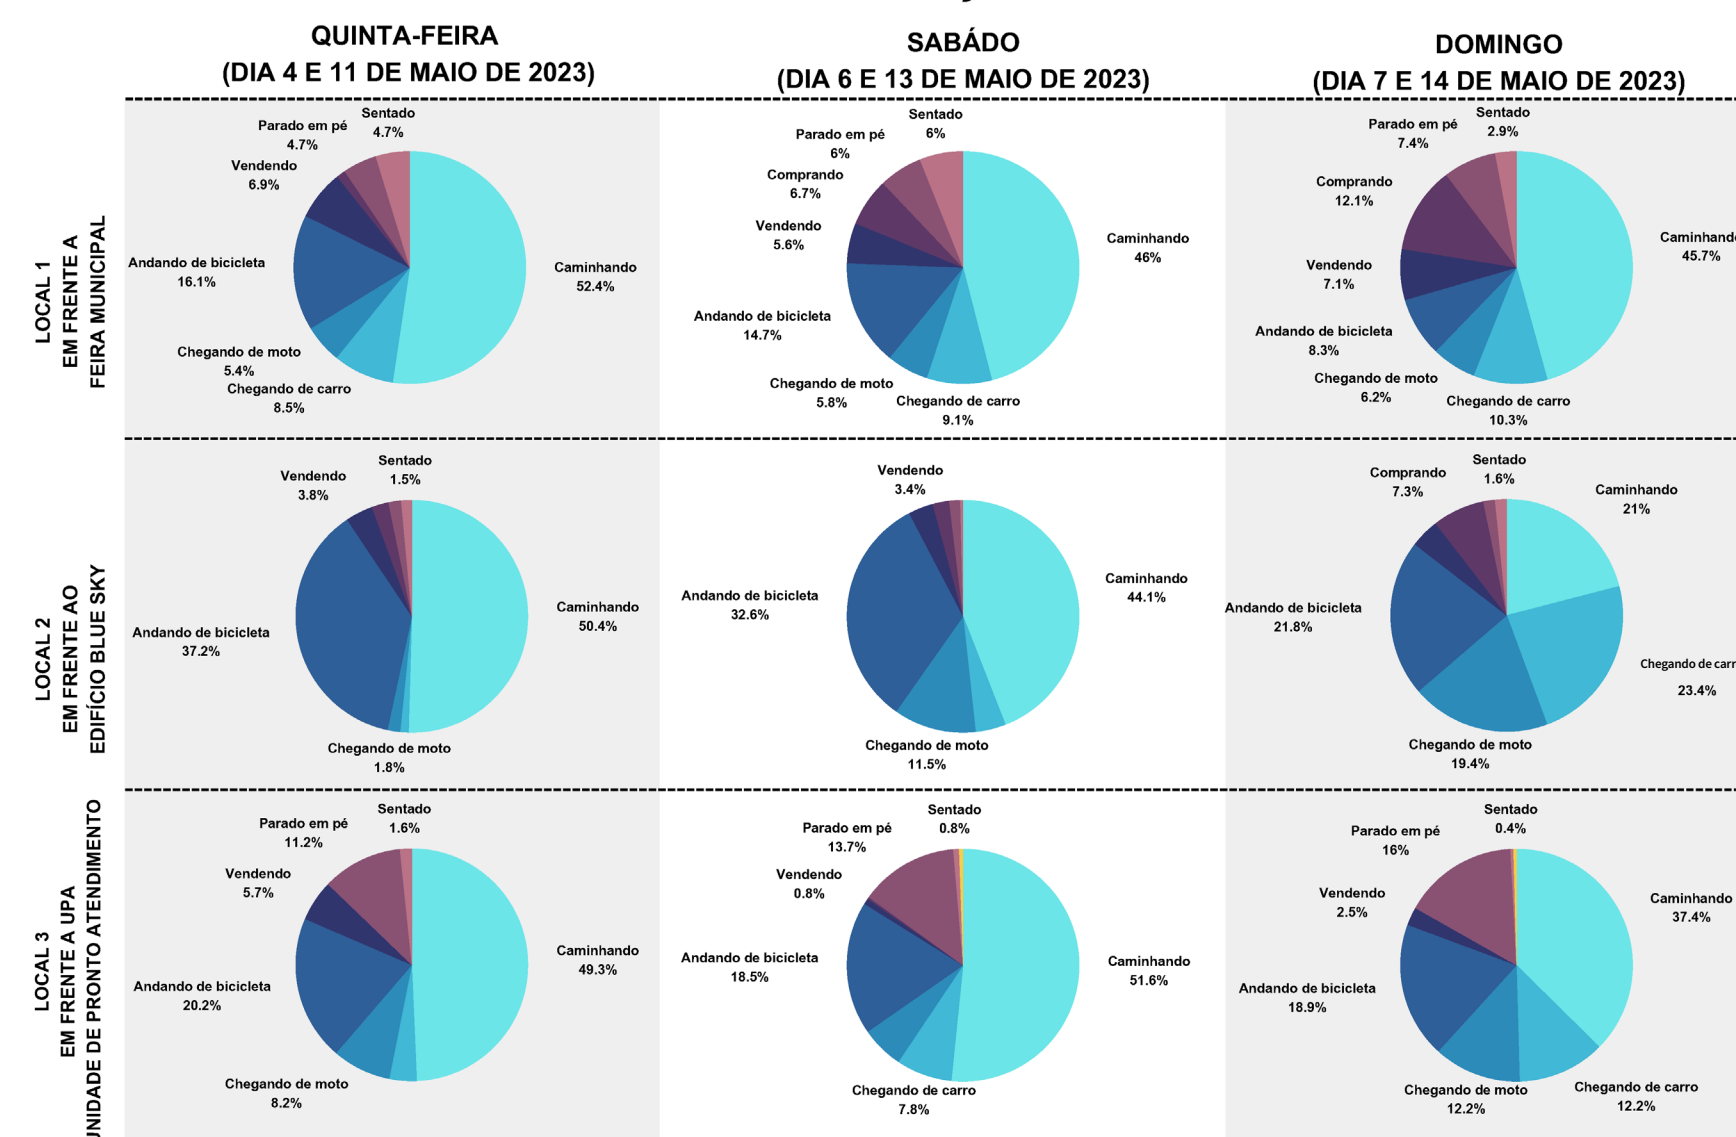 QUINTA-FEIRA
(DIA 4 E 11 DE MAIO DE 2023)
SABÁDO
(DIA 6 E 13 DE MAIO DE 2023)
DOMINGO
(DIA 7 E 14 DE MAIO DE 2023)
LOCAL 1
EM FRENTE A
FEIRA MUNICIPAL
Sentado
4.7%
Parado em pé
4.7%
Vendendo
6.9%
Andando de bicicleta
16.1%
Chegando de moto
5.4%
Chegando de carro
8.5%
Caminhando
52.4%
Sentado
6%
Parado em pé
6%
Comprando
6.7%
Vendendo
5.6%
Andando de bicicleta
14.7%
Chegando de moto
5.8%
Chegando de carro
9.1%
Caminhando
46%
Sentado
2.9%
Parado em pé
7.4%
Comprando
12.1%
Vendendo
7.1%
Andando de bicicleta
8.3%
Chegando de moto
6.2%
Chegando de carro
10.3%
Caminhand
45.7%
LOCAL 2
EM FRENTE AO
EDIFÍCIO BLUE SKY
Sentado
1.5%
Vendendo
3.8%
Andando de bicicleta
37.2%
Chegando de moto
1.8%
Caminhando
50.4%
Vendendo
3.4%
Andando de bicicleta
32.6%
Chegando de moto
11.5%
Caminhando
44.1%
Sentado
1.6%
Comprando
7.3%
Andando de bicicleta
21.8%
Chegando de moto
19.4%
Chegando de carr
23.4%
Caminhando
21%
LOCAL 3
EM FRENTE A UPA
UNIDADE DE PRONTO ATENDIMENTO
Sentado
1.6%
Parado em pé
11.2%
Vendendo
5.7%
Andando de bicicleta
20.2%
Chegando de moto
8.2%
Caminhando
49.3%
Sentado
0.8%
Parado em pé
13.7%
Vendendo
0.8%
Andando de bicicleta
18.5%
Chegando de carro
7.8%
Caminhando
51.6%
Sentado
0.4%
Parado em pé
16%
Vendendo
2.5%
Andando de bicicleta
18.9%
Chegando de moto
12.2%
Chegando de carro
12.2%
Caminhando
37.4%